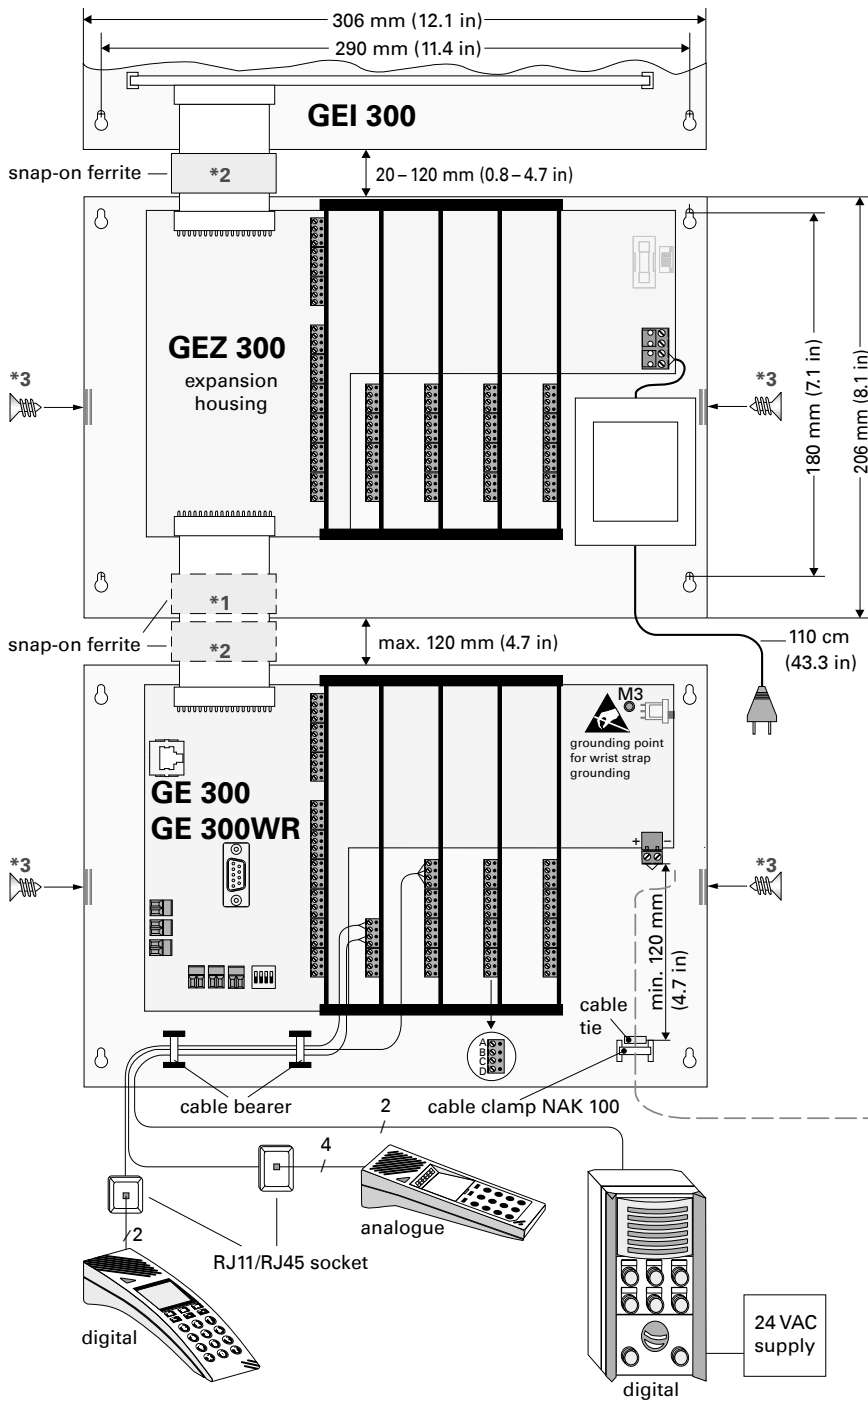 306 mm (12.1 in)
290 mm (11.4 in)
GEI 300
snap-on ferrite
*2
20 – 120 mm (0.8 – 4.7 in)
GEZ 300
expansion
housing
*3
*3
180 mm (7.1 in)
206 mm (8.1 in)
*1
snap-on ferrite
*2
max. 120 mm (4.7 in)
110 cm
(43.3 in)
M3
grounding point
for wrist strap
grounding
GE 300
GE 300WR
+
–
*3
*3
min. 120 mm
(4.7 in)
cable
tie
A
B
C
D
cable bearer
2
cable clamp NAK 100
4
analogue
2
RJ11/RJ45 socket
digital
24 VAC
supply
digital